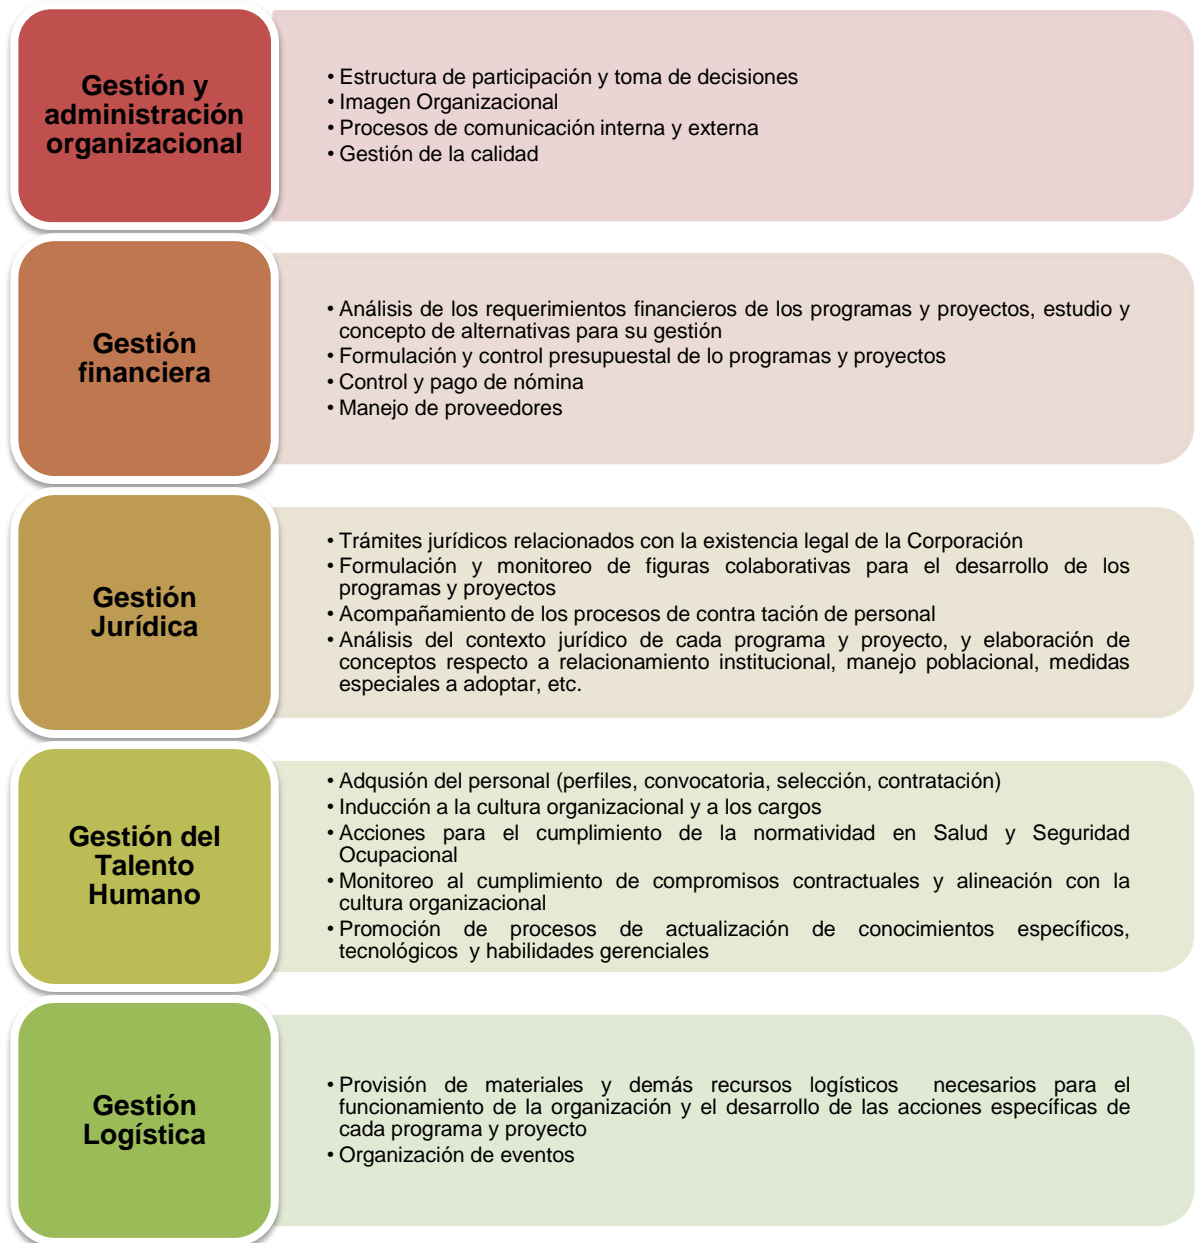 Gestión y
administración
organizacional
• Estructura de participación y toma de decisiones
• Imagen Organizacional
• Procesos de comunicación interna y externa
• Gestión de la calidad
Gestión
financiera
• Análisis de los requerimientos financieros de los programas y proyectos, estudio y
concepto de alternativas para su gestión
• Formulación y control presupuestal de lo programas y proyectos
• Control y pago de nómina
• Manejo de proveedores
Gestión
Jurídica
• Trámites jurídicos relacionados con la existencia legal de la Corporación
• Formulación y monitoreo de figuras colaborativas para el desarrollo de los
programas y proyectos
• Acompañamiento de los procesos de contra tación de personal
• Análisis del contexto jurídico de cada programa y proyecto, y elaboración de
conceptos respecto a relacionamiento institucional, manejo poblacional, medidas
especiales a adoptar, etc.
Gestión del
Talento
Humano
• Adqusión del personal (perfiles, convocatoria, selección, contratación)
• Inducción a la cultura organizacional y a los cargos
• Acciones para el cumplimiento de la normatividad en Salud y Seguridad
Ocupacional
• Monitoreo al cumplimiento de compromisos contractuales y alineación con la
cultura organizacional
• Promoción de procesos de actualización de conocimientos específicos,
tecnológicos y habilidades gerenciales
Gestión
Logística
• Provisión de materiales y demás recursos logísticos necesarios para el
funcionamiento de la organización y el desarrollo de las acciones específicas de
cada programa y proyecto
• Organización de eventos